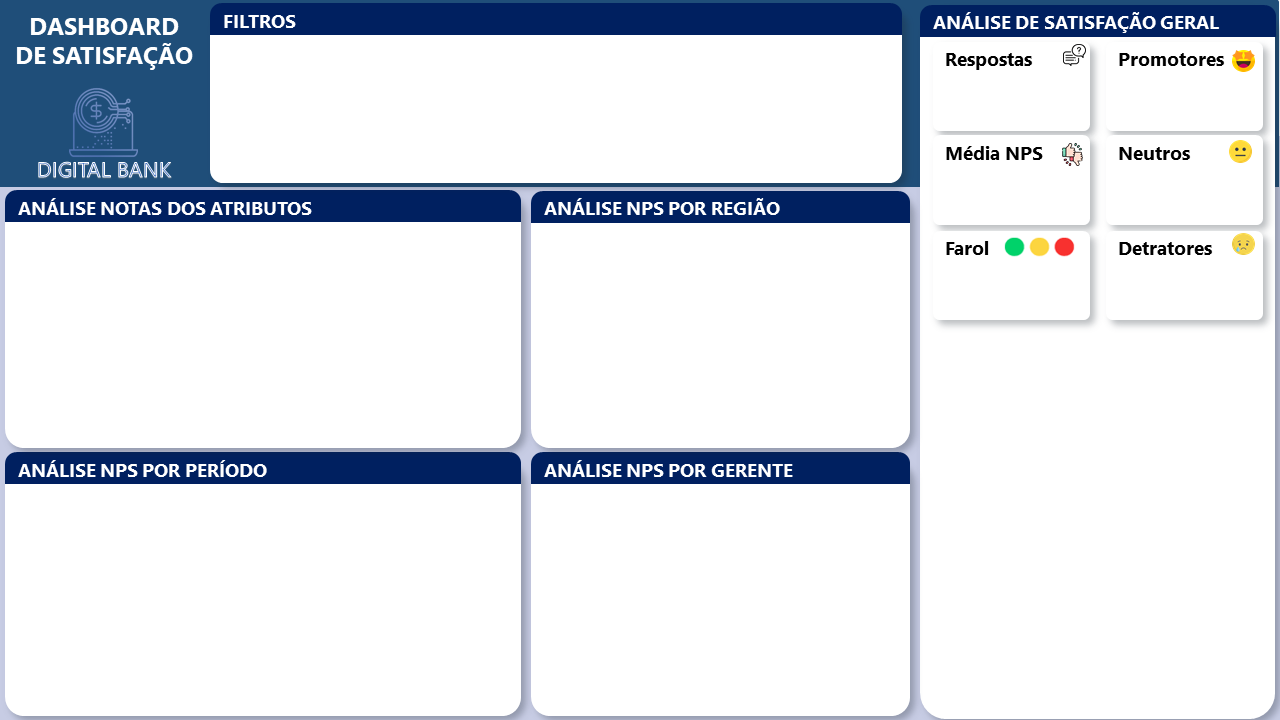 DASHBOARD
DE SATISFAÇÃO
DIGITAL BANK
FILTROS
ANÁLISE DE SATISFAÇÃO GERAL
Respostas
Promotores
Média NPS
Neutros
Farol
Detratores
ANÁLISE NOTAS DOS ATRIBUTOS
ANÁLISE NPS POR REGIÃO
ANÁLISE NPS POR PERÍODO
ANÁLISE NPS POR GERENTE